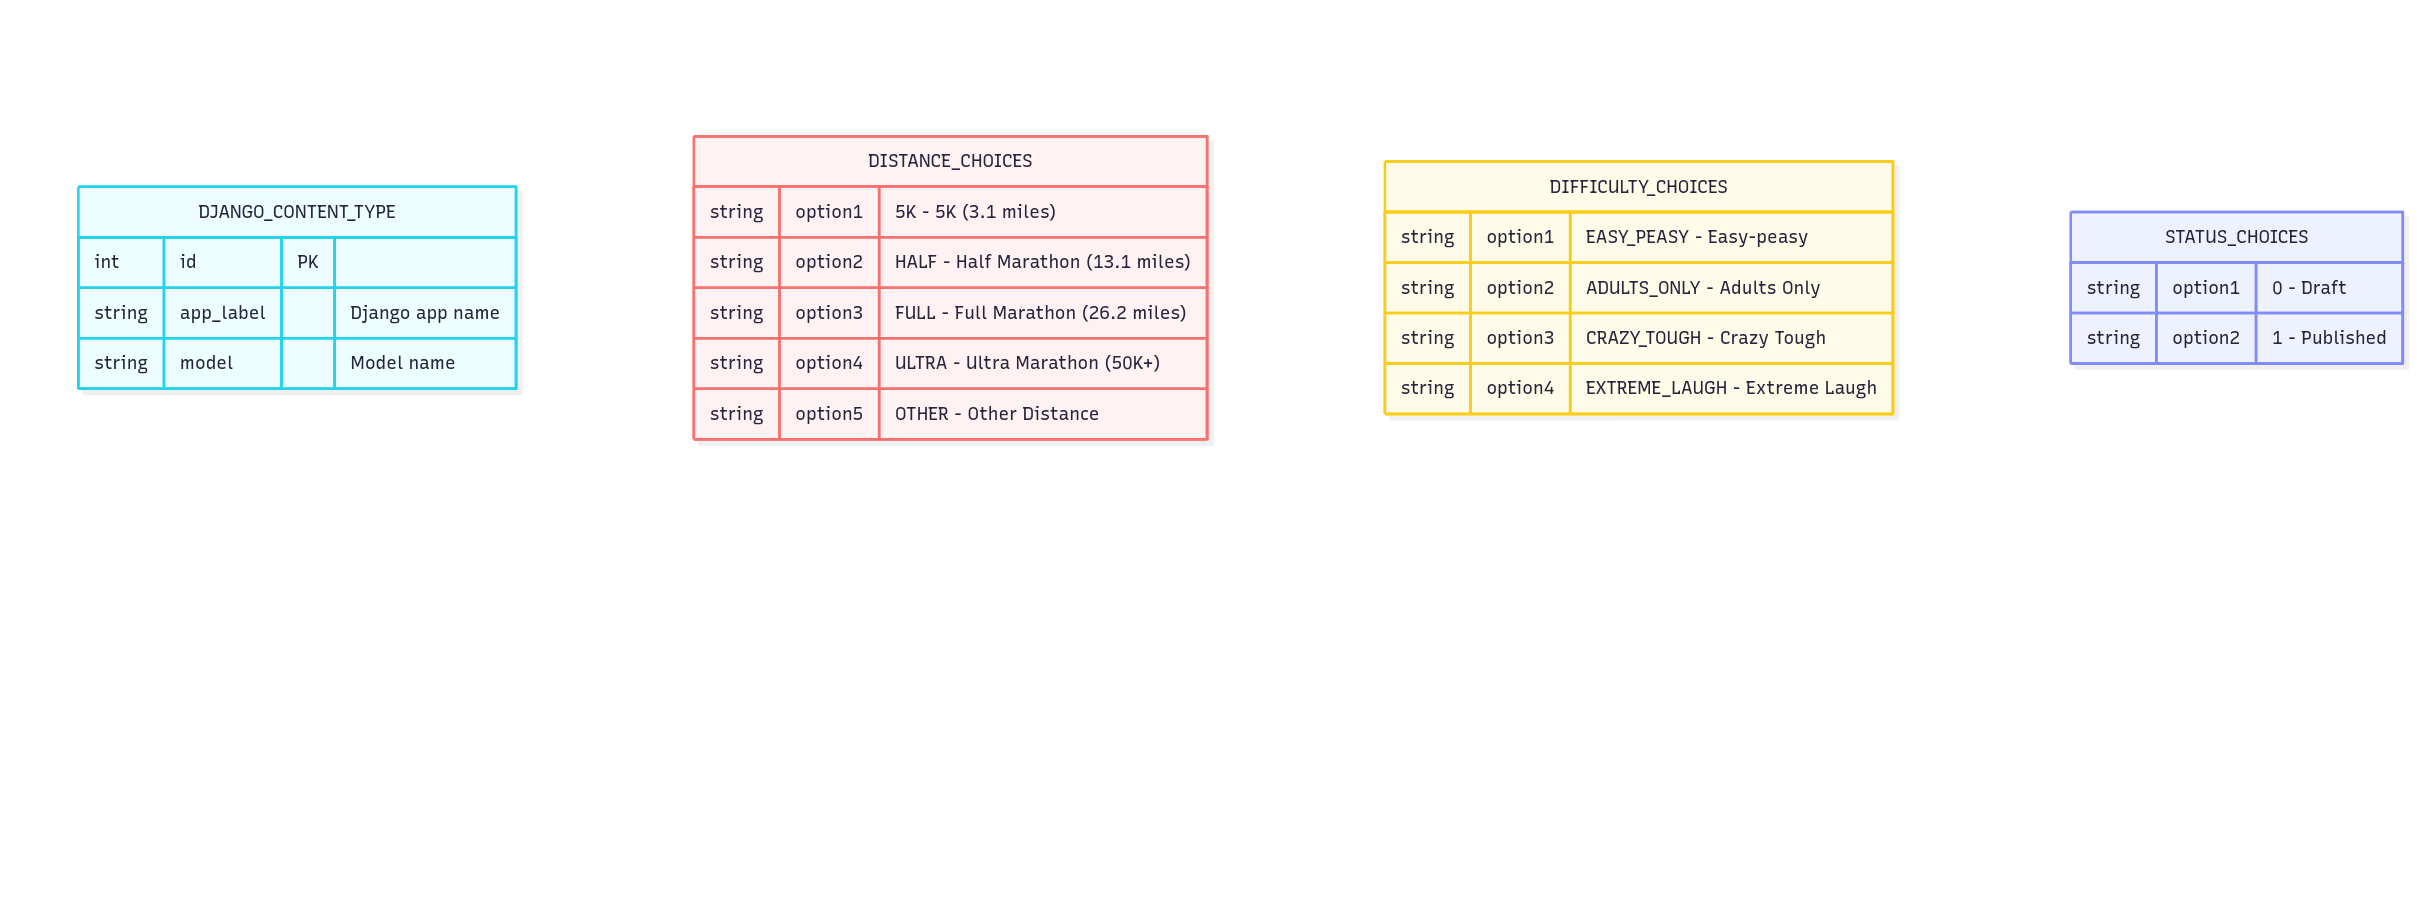 DJANGO_CONTENT_TYPE
int id PK
string app_label Django app name
string model Model name
DISTANCE_CHOICES
string option1 5K - 5K (3.1 miles)
string option2 HALF - Half Marathon (13.1 miles)
string option3 FULL - Full Marathon (26.2 miles)
string option4 ULTRA - Ultra Marathon (50K+)
string option5 OTHER - Other Distance
DIFFICULTY_CHOICES
string option1 EASY_PEASY - Easy-peasy
string option2 ADULTS_ONLY - Adults Only
string option3 CRAZY_TOUGH - Crazy Tough
string option4 EXTREME_LAUGH - Extreme Laugh
STATUS_CHOICES
string option1 0 - Draft
string option2 1 - Published